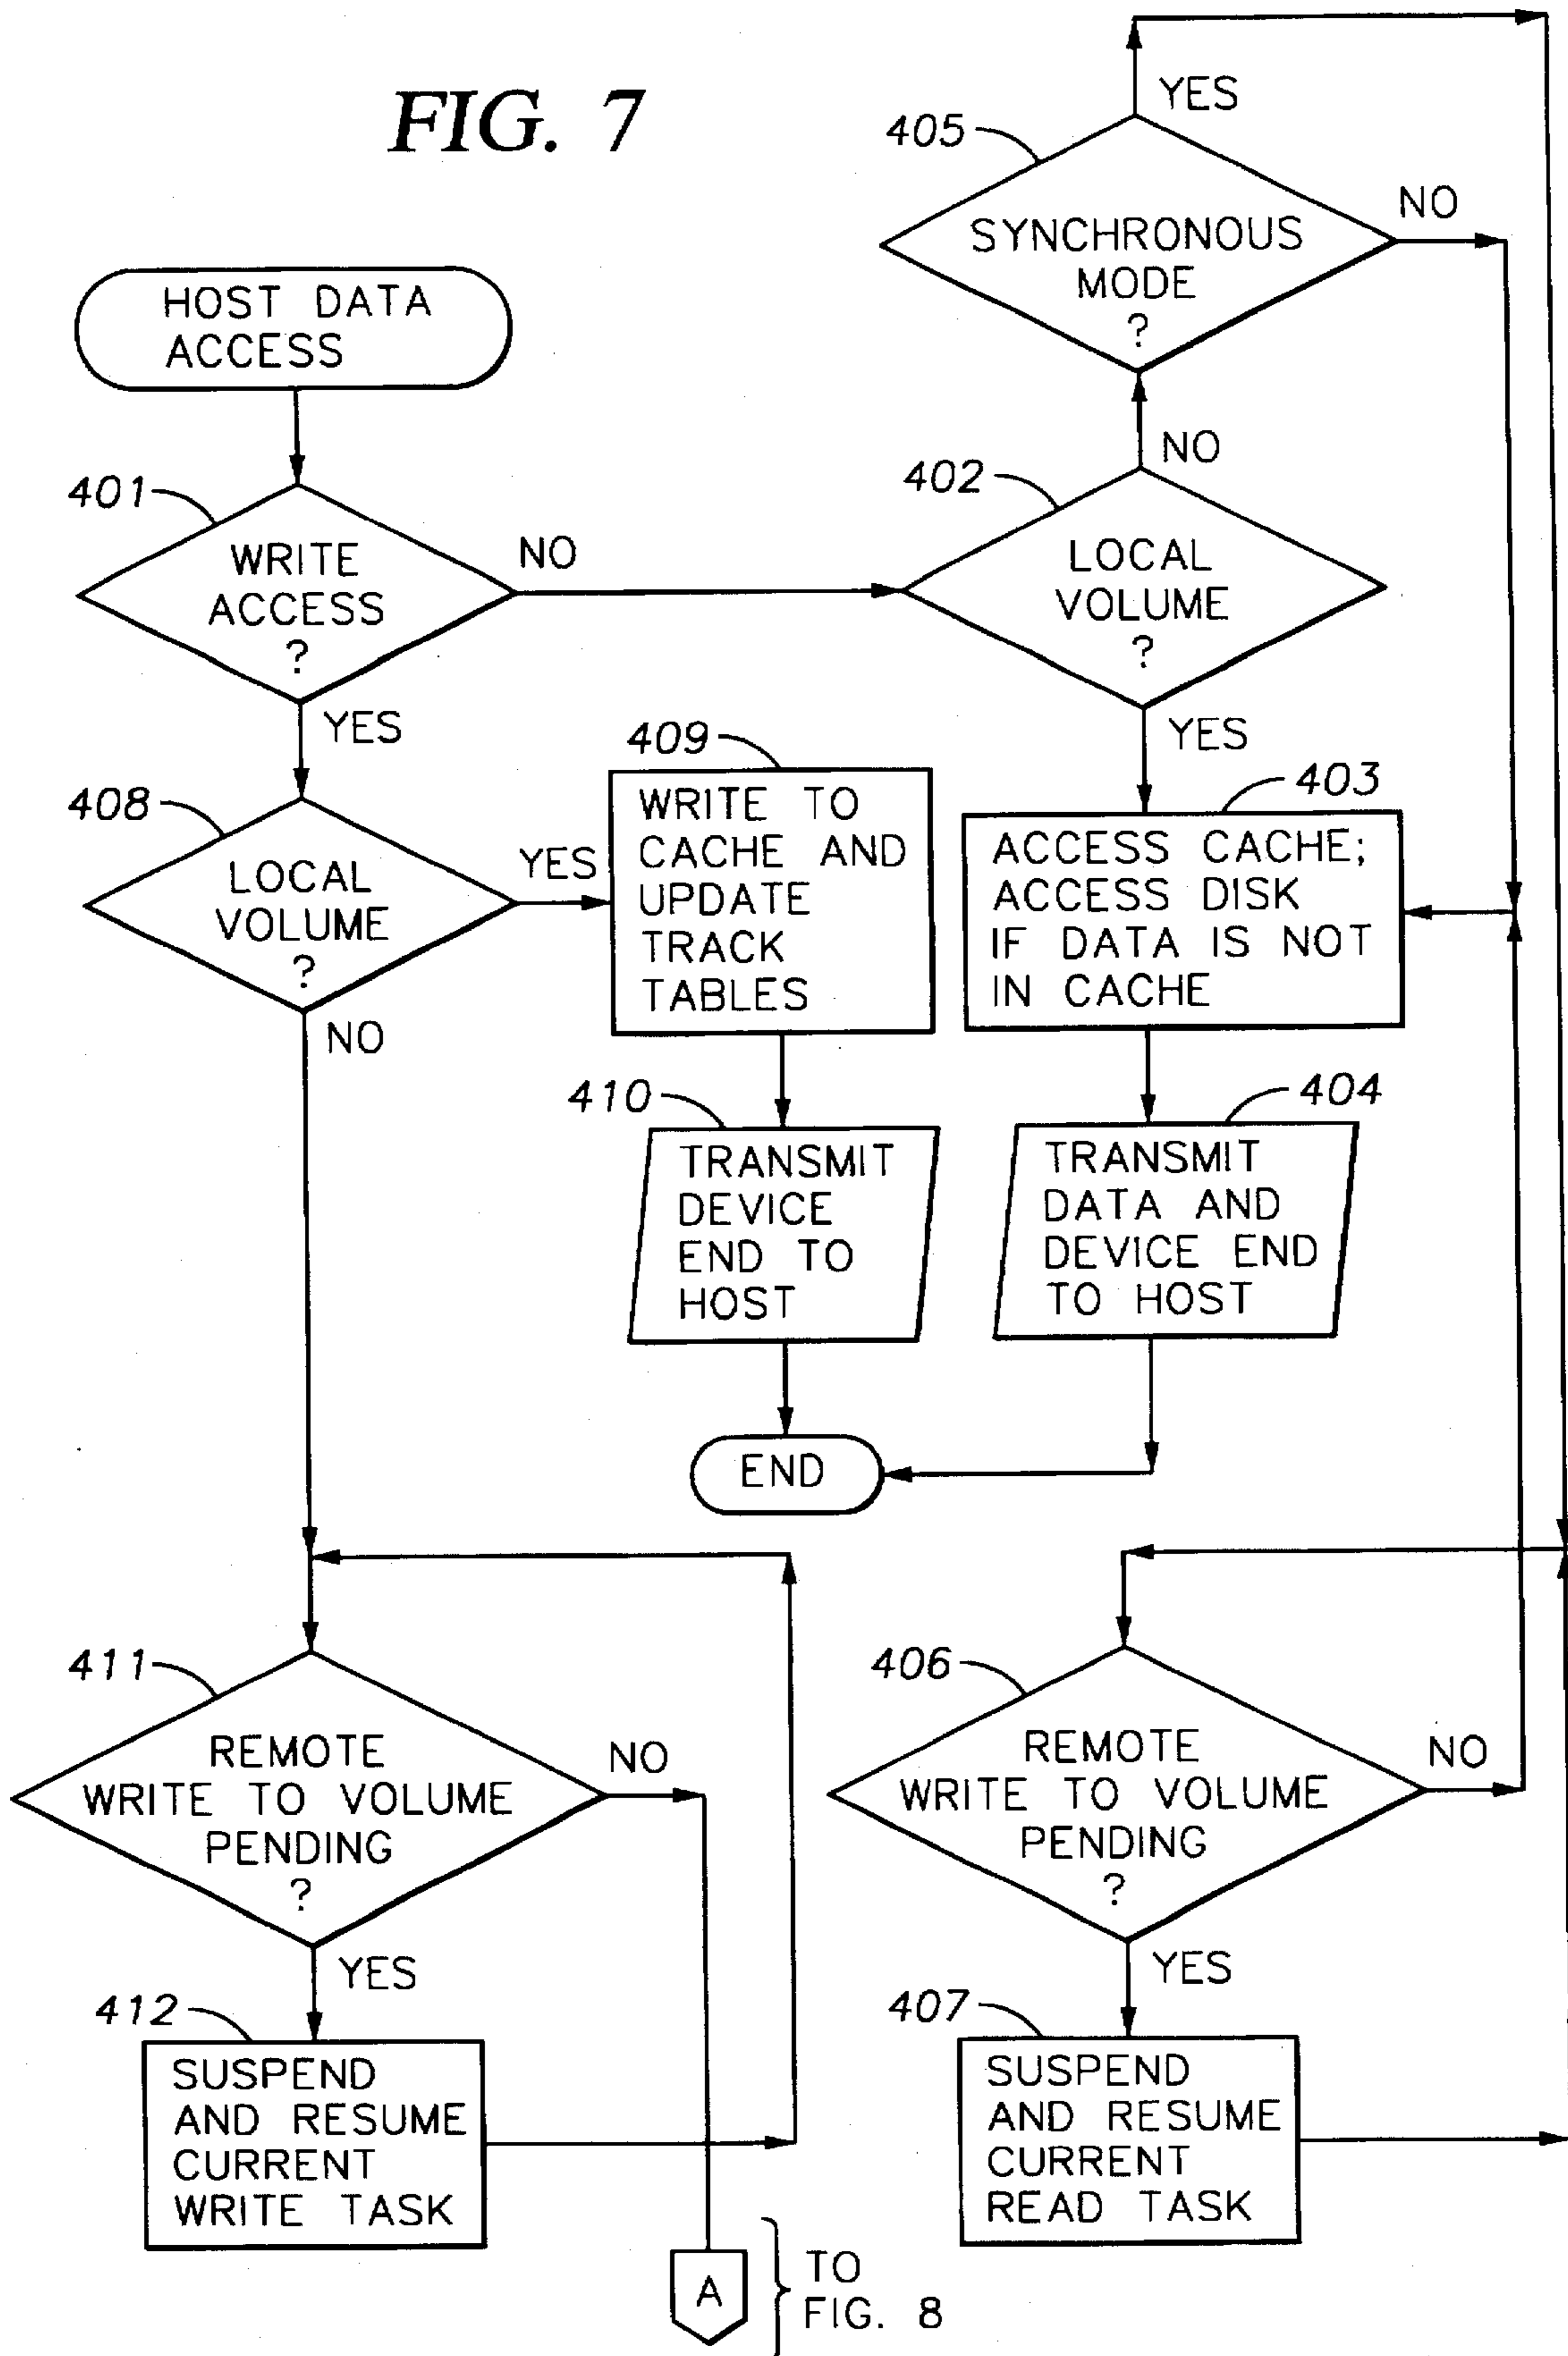 FIG. 7
HOST DATA
ACCESS
401
WRITE
ACCESS
?
NO
YES
405
YES
SYNCHRONOUS
MODE
?
NO
402
NO
LOCAL
VOLUME
?
YES
408
LOCAL
VOLUME
?
YES
NO
409
WRITE TO
CACHE AND
UPDATE
TRACK
TABLES
403
ACCESS CACHE;
ACCESS DISK
IF DATA IS NOT
IN CACHE
410
TRANSMIT
DEVICE
END TO
HOST
404
TRANSMIT
DATA AND
DEVICE END
TO HOST
END
411
REMOTE
WRITE TO VOLUME
PENDING
?
NO
YES
406
REMOTE
WRITE TO VOLUME
PENDING
?
NO
YES
412
SUSPEND
AND RESUME
CURRENT
WRITE TASK
407
SUSPEND
AND RESUME
CURRENT
READ TASK
A
TO
FIG. 8